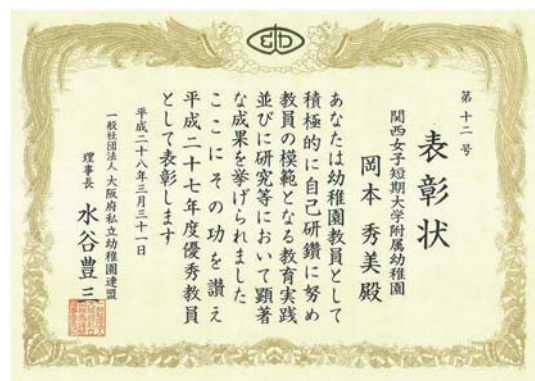 第十二号
表彰状
関西女子短期大学附属幼稚園
岡本秀美殿
あなたは幼稚園教員として
積極的に自己研鑽に努め
教員の模範となる教育実践
並びに研究等において顕著
な成果を挙げられました
ここにその功を讃え
平成二十七年度優秀教員
として表彰します
平成二十八年三月三十一日
一般社団法人 大阪府私立幼稚園連盟
理事長 水谷豊三